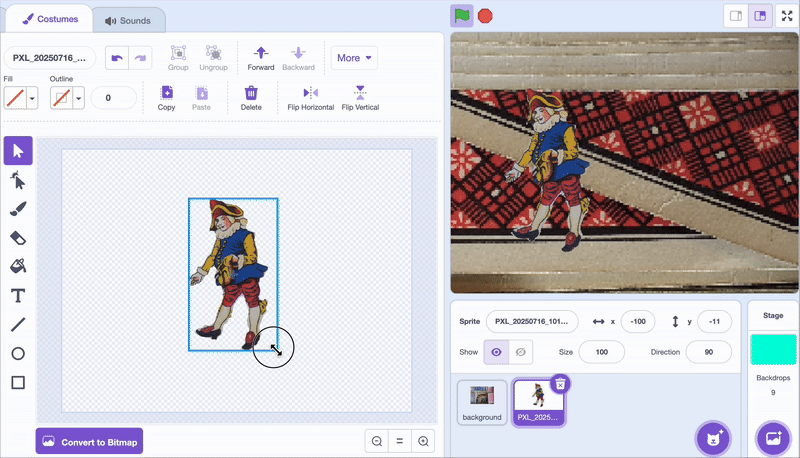 Costumes
Sounds
PXL_20250716_...
Group
Ungroup
Forward
Backward
More
Fill
Outline
0
Copy
Paste
Delete
Flip Horizontal
Flip Vertical
T
Convert to Bitmap
Sprite
PXL_20250716_101...
x
-100
y
-11
Show
Size
100
Direction
90
Stage
Backdrops
9
background
PXL_2025...